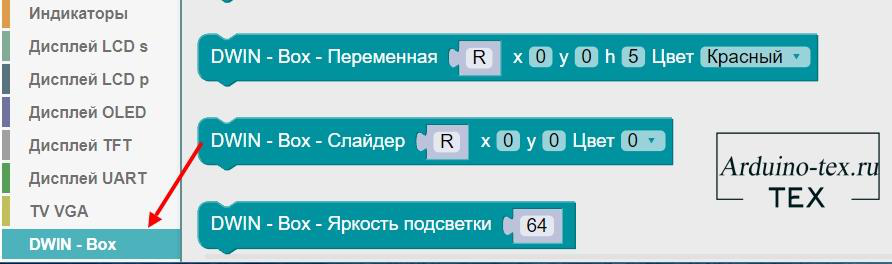 Индикаторы
Дисплей LCD s
Дисплей LCD p
Дисплей OLED
Дисплей TFT
Дисплей UART
TV VGA
DWIN - Box
DWIN - Box - Переменная R x 0 y 0 h 5 Цвет Красный
DWIN - Box - Слайдер R x 0 y 0 Цвет 0
DWIN - Box - Яркость подсветки 64
Arduino-tex.ru
TEX